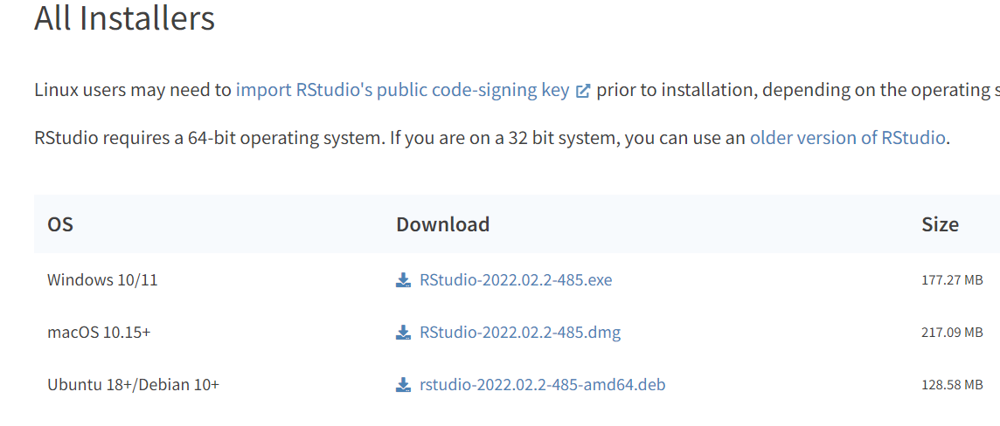 All Installers
Linux users may need to import RStudio's public code-signing key prior to installation, depending on the operating
RStudio requires a 64-bit operating system. If you are on a 32 bit system, you can use an older version of RStudio.
OS Download Size
Windows 10/11 RStudio-2022.02.2-485.exe 177.27 MB
macOS 10.15+ RStudio-2022.02.2-485.dmg 217.09 MB
Ubuntu 18+/Debian 10+ rstudio-2022.02.2-485-amd64.deb 128.58 MB